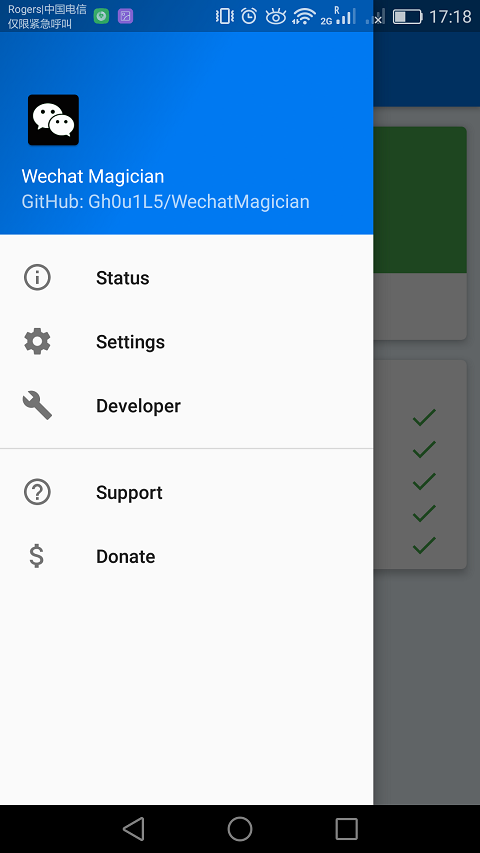 Rogers|中国电信
仅限紧急呼叫
2G
R
17:18
Wechat Magician
GitHub: Gh0u1L5/WechatMagician
Status
Settings
Developer
Support
Donate